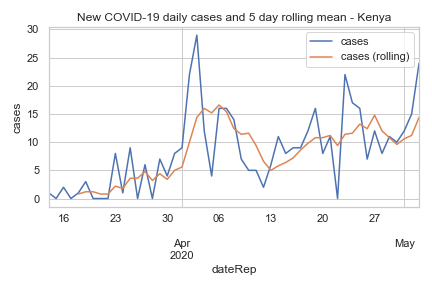 New COVID-19 daily cases and 5 day rolling mean - Kenya
cases
cases (rolling)
30
25
20
15
10
5
0
cases
16 23 30 06 13 20 27
Apr May
2020
dateRep